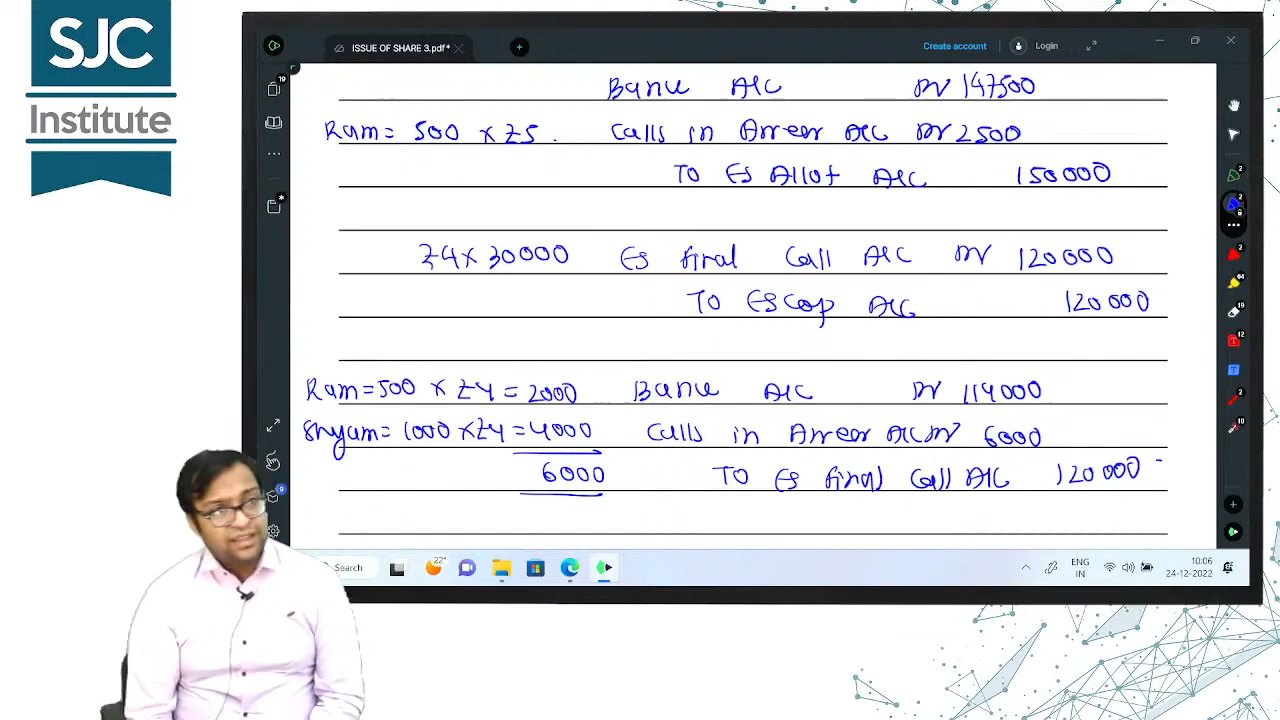 SJC
Institute
ISSUE OF SHARE 3.pdf*
Create account
Login
Bank A/C Dr 147500
Ram = 500 x ₹5. Calls in Arrear A/C Dr 2500
To Es Allot A/C 150000
₹4 x 30000 Es final Call A/C Dr 120000
To Es cap A/C 120000
Ram = 500 x ₹4 = 2000 Bank A/C Dr 114000
Shyam = 1000 x ₹4 = 4000 Calls in Arrear A/C Dr 6000
6000 To Es final Call A/C 120000
Search
22°
ENG
IN
10:06
24-12-2022